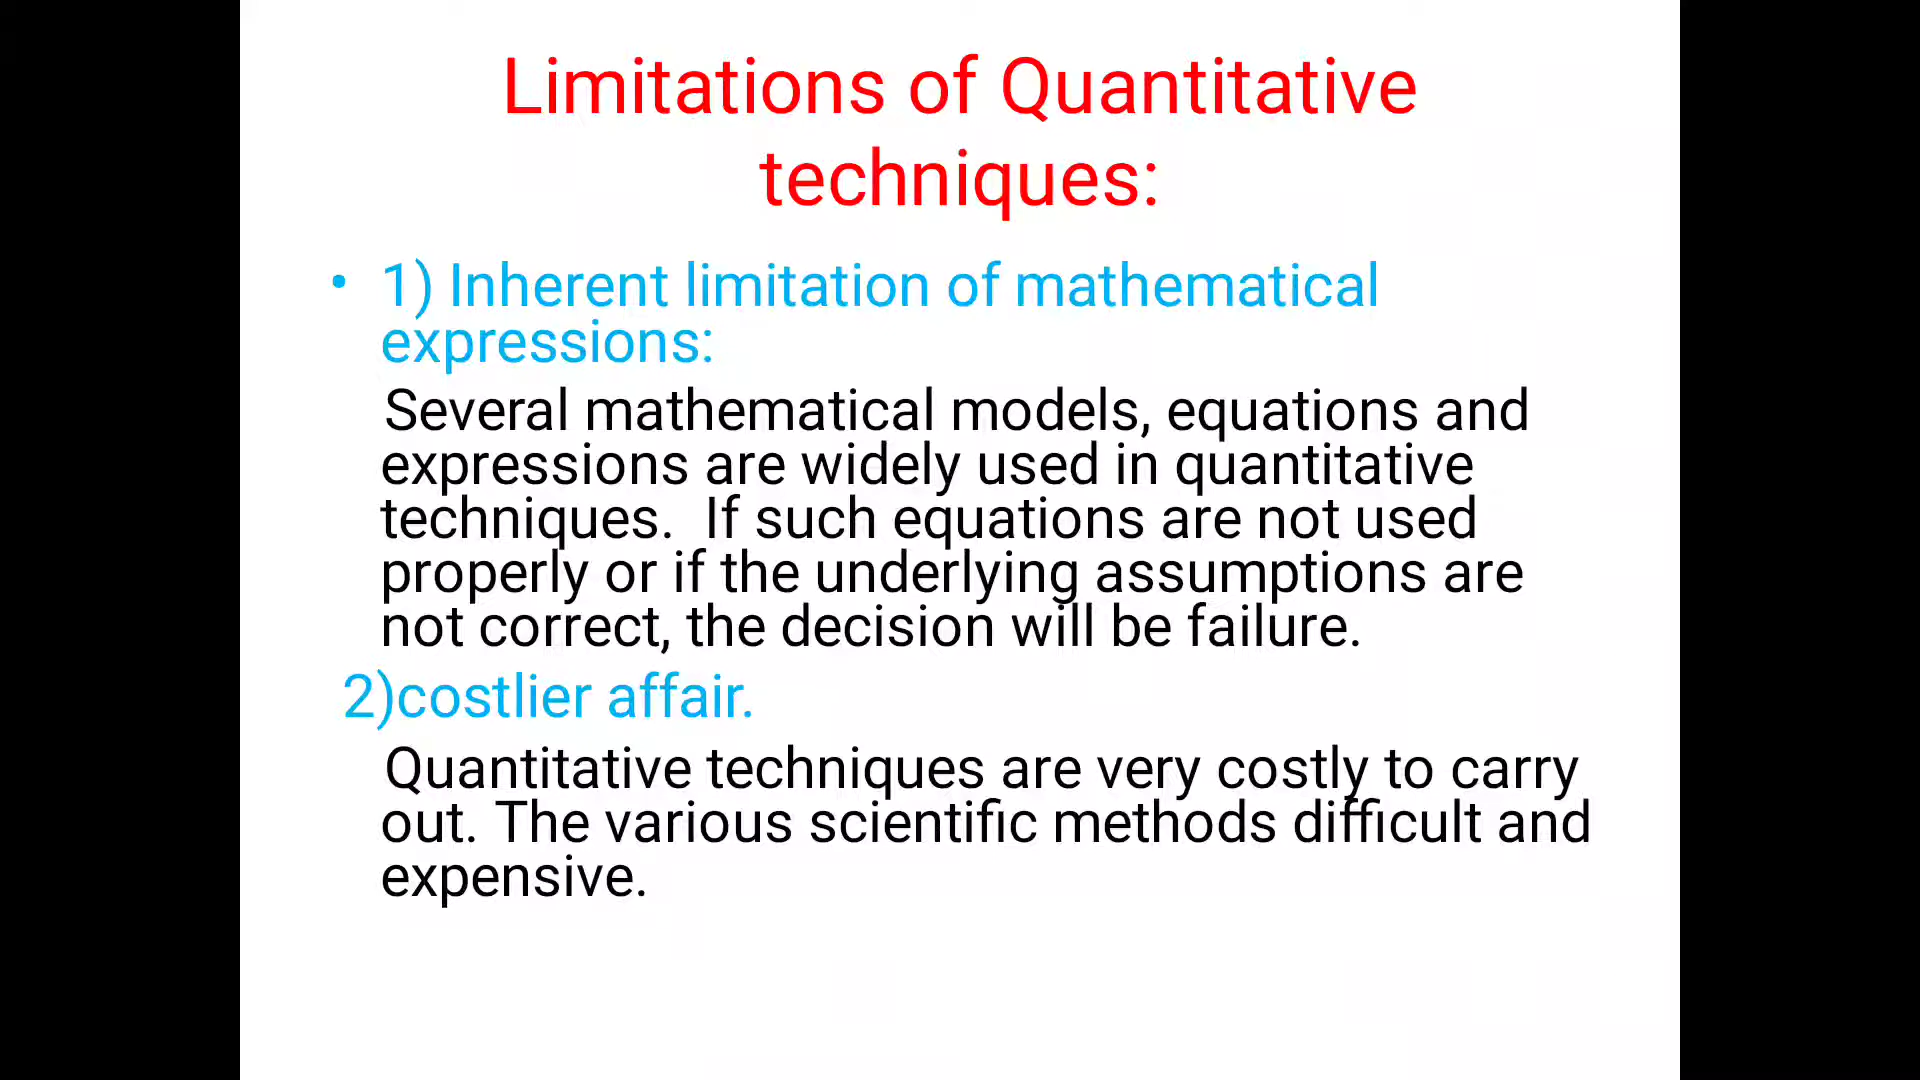 Limitations of Quantitative
techniques:
• 1) Inherent limitation of mathematical
expressions:
Several mathematical models, equations and
expressions are widely used in quantitative
techniques.  If such equations are not used
properly or if the underlying assumptions are
not correct, the decision will be failure.
2)costlier affair.
Quantitative techniques are very costly to carry
out. The various scientific methods difficult and
expensive.